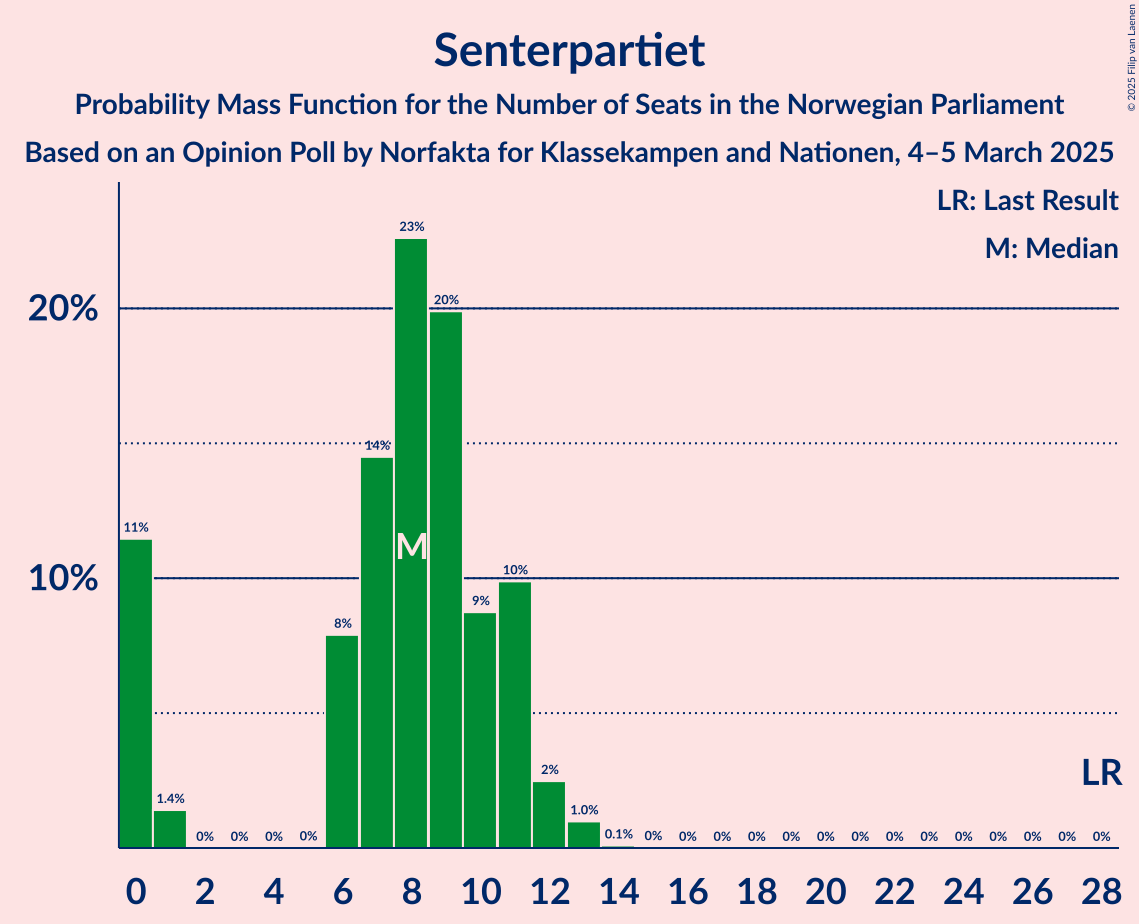 Senterpartiet
Probability Mass Function for the Number of Seats in the Norwegian Parliament
Based on an Opinion Poll by Norfakta for Klassekampen and Nationen, 4–5 March 2025
© 2025 Filip van Laenen
LR: Last Result
M: Median
23%
20%
20%
14%
11%
M
10%
10%
9%
8%
LR
2%
1.4%
1.0%
0% 0% 0% 0% 0.1% 0% 0% 0% 0% 0% 0% 0% 0% 0% 0% 0% 0% 0% 0%
0 2 4 6 8 10 12 14 16 18 20 22 24 26 28